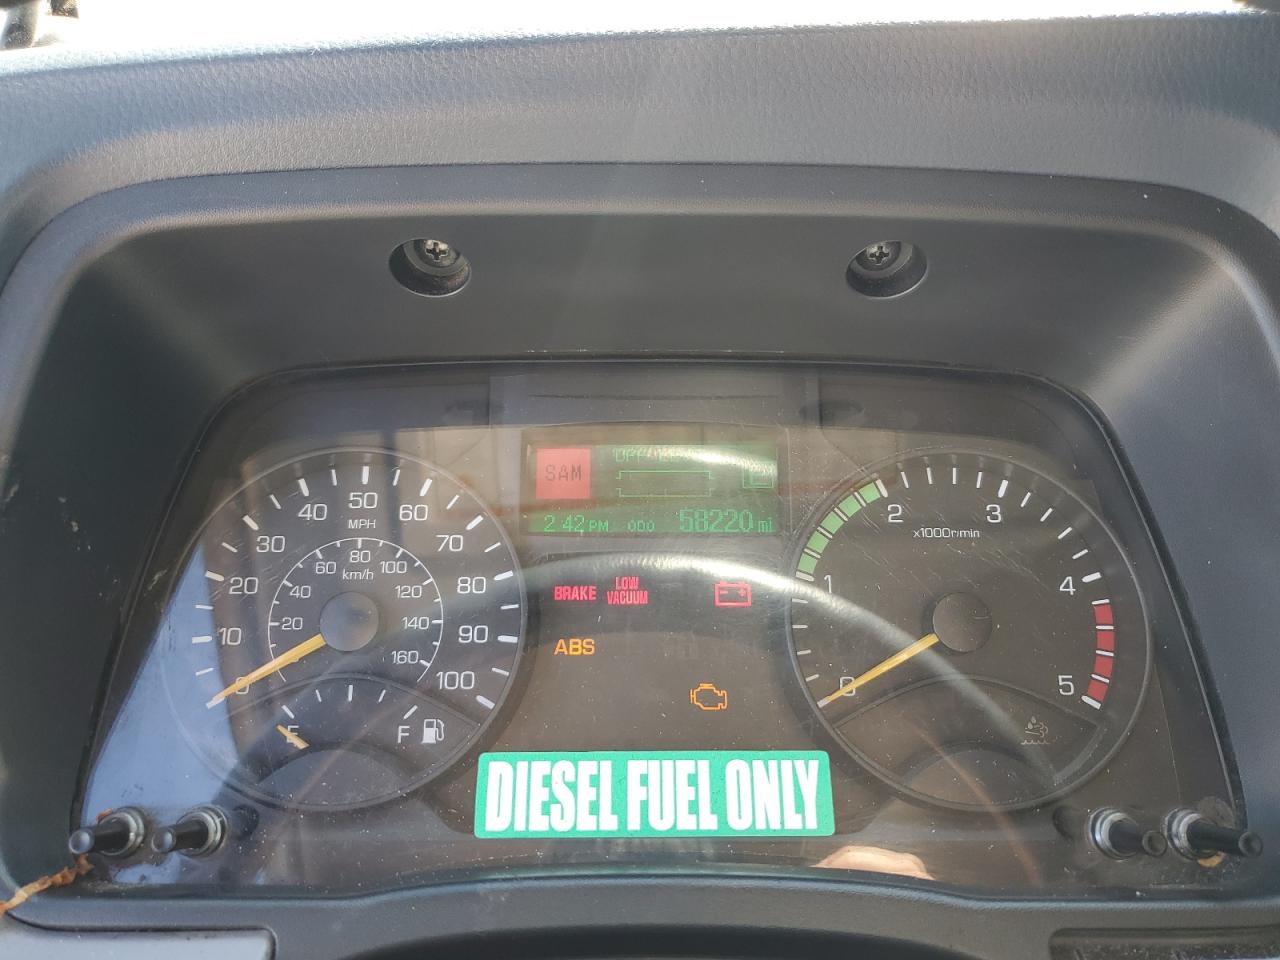 SAM
2:42 PM ODO 58220 mi
BRAKE LOW VACUUM
ABS
DIESEL FUEL ONLY
0 10 20 30 40 50 60 70 80 90 100
MPH
20 40 60 80 100 120 140 160
km/h
E F
0 1 2 3 4 5
x1000r/min